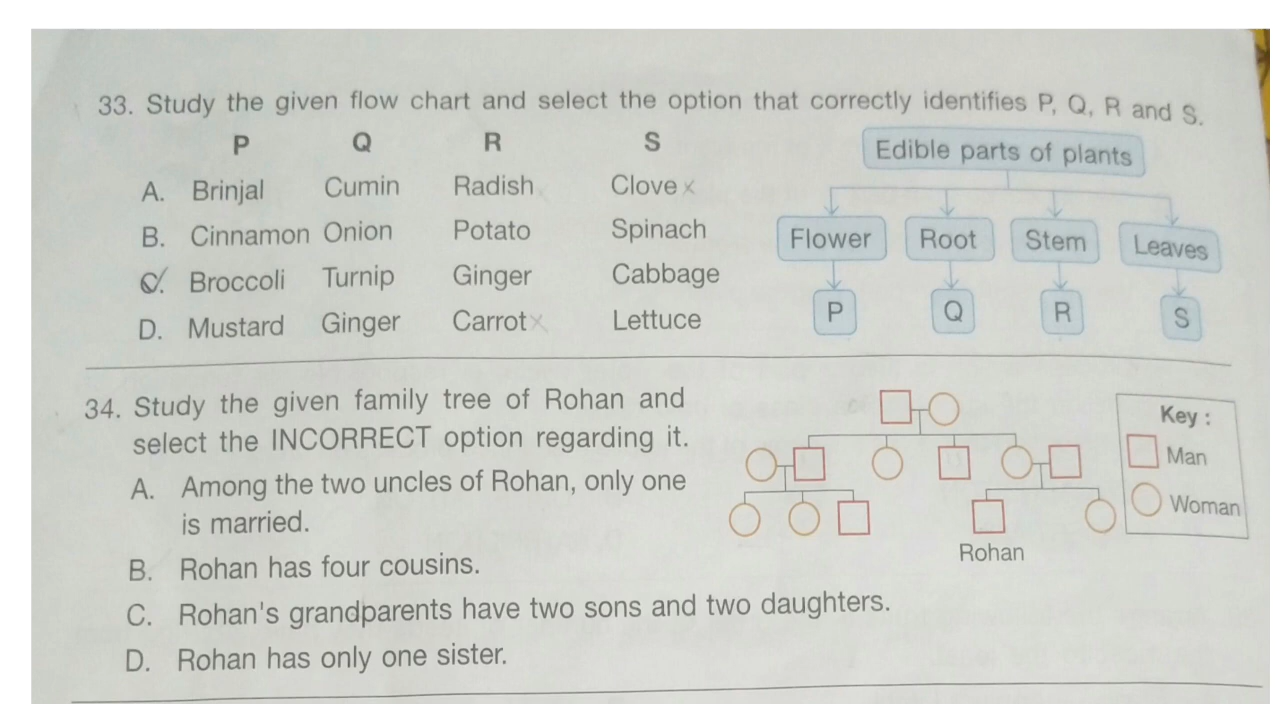 33. Study the given flow chart and select the option that correctly identifies P, Q, R and S.
P Q R S
A. Brinjal Cumin Radish Clove
B. Cinnamon Onion Potato Spinach
C. Broccoli Turnip Ginger Cabbage
D. Mustard Ginger Carrot Lettuce
Edible parts of plants
Flower Root Stem Leaves
P Q R S
34. Study the given family tree of Rohan and
select the INCORRECT option regarding it.
A. Among the two uncles of Rohan, only one
is married.
B. Rohan has four cousins.
C. Rohan's grandparents have two sons and two daughters.
D. Rohan has only one sister.
Rohan
Key :
Man
Woman